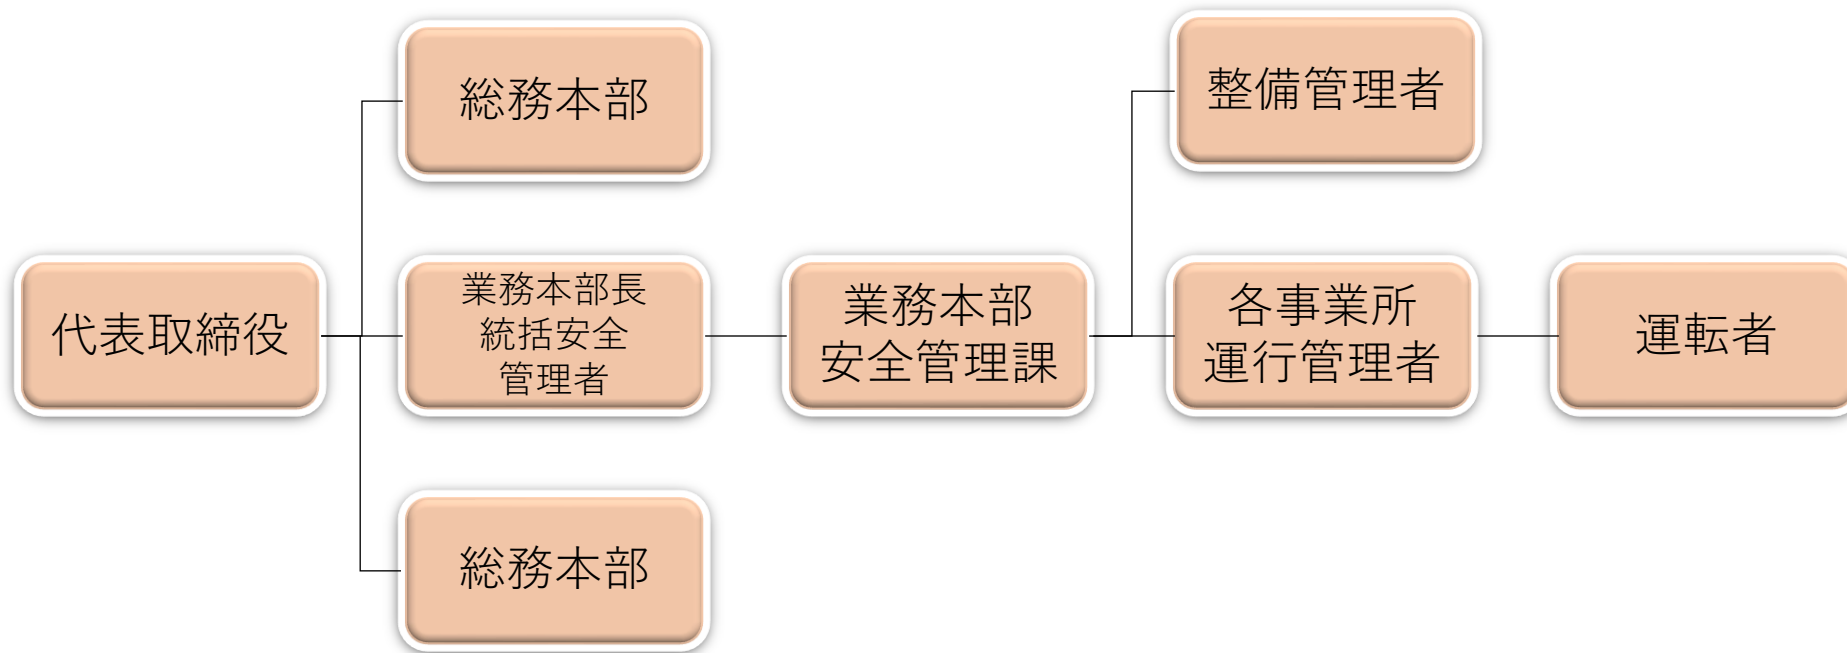 総務本部
整備管理者
代表取締役
業務本部長
統括安全
管理者
業務本部
安全管理課
各事業所
運行管理者
運転者
総務本部